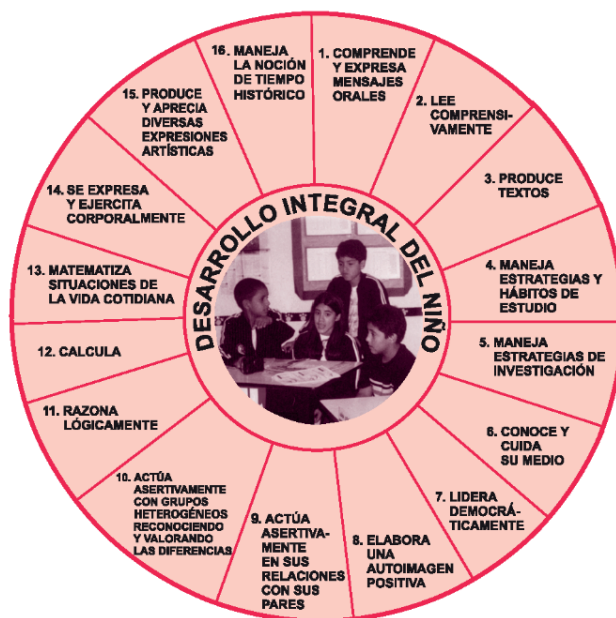 DESARROLLO INTEGRAL DEL NIÑO
1. COMPRENDE
Y EXPRESA
MENSAJES
ORALES
2. LEE
COMPRENSI-
VAMENTE
3. PRODUCE
TEXTOS
4. MANEJA
ESTRATEGIAS Y
HÁBITOS DE
ESTUDIO
5. MANEJA
ESTRATEGIAS DE
INVESTIGACIÓN
6. CONOCE Y
CUIDA
SU MEDIO
7. LIDERA
DEMOCRÁ-
TICAMENTE
8. ELABORA
UNA
AUTOIMAGEN
POSITIVA
9. ACTÚA
ASERTIVA-
MENTE
EN SUS
RELACIONES
CON SUS
PARES
10. ACTÚA
ASERTIVAMENTE
CON GRUPOS
HETEROGÉNEOS
RECONOCIENDO
Y VALORANDO
LAS DIFERENCIAS
11. RAZONA
LÓGICAMENTE
12. CALCULA
13. MATEMATIZA
SITUACIONES DE
LA VIDA COTIDIANA
14. SE EXPRESA
Y EJERCITA
CORPORALMENTE
15. PRODUCE
Y APRECIA
DIVERSAS
EXPRESIONES
ARTÍSTICAS
16. MANEJA
LA NOCIÓN
DE TIEMPO
HISTÓRICO